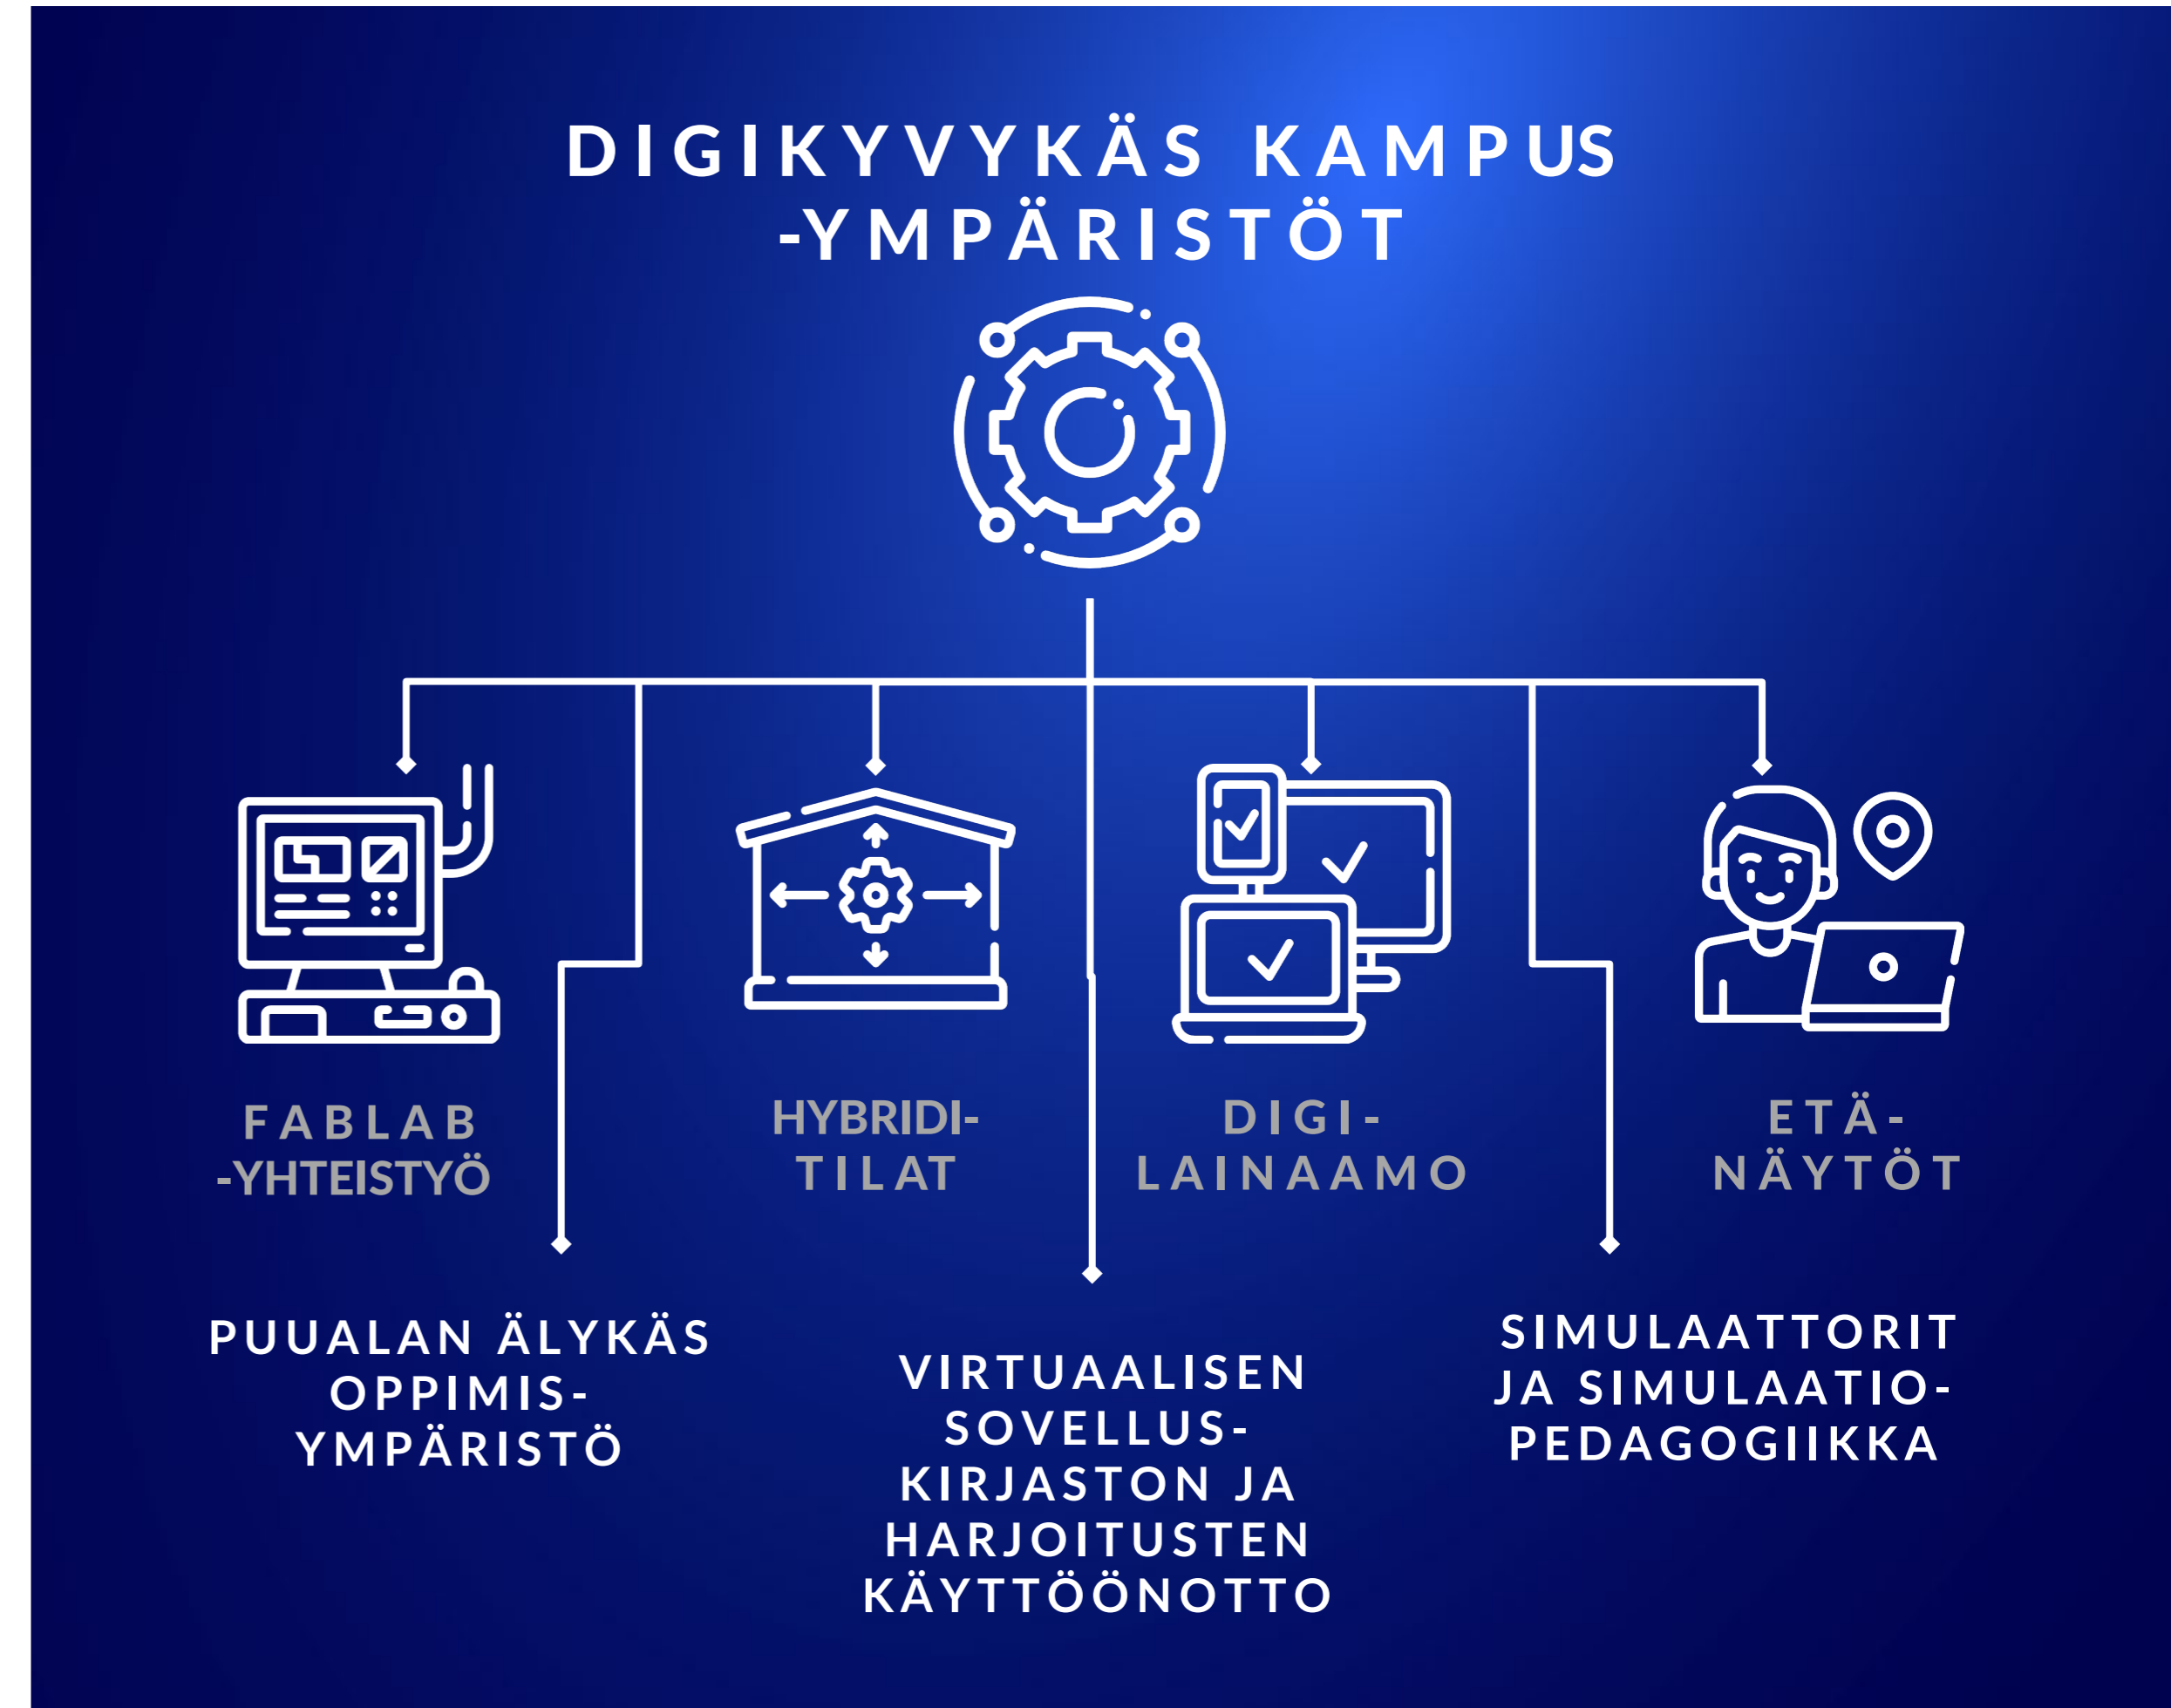 DIGIKYVYKÄS KAMPUS
-YMPÄRISTÖT
FABLAB
-YHTEISTYÖ
HYBRIDI-
TILAT
DIGI-
LAINAAMO
ETÄ-
NÄYTÖT
PUUALAN ÄLYKÄS
OPPIMIS-
YMPÄRISTÖ
VIRTUAALISEN
SOVELLUS-
KIRJASTON JA
HARJOITUSTEN
KÄYTTÖÖNOTTO
SIMULAATTORIT
JA SIMULAATIO-
PEDAGOGIIKKA